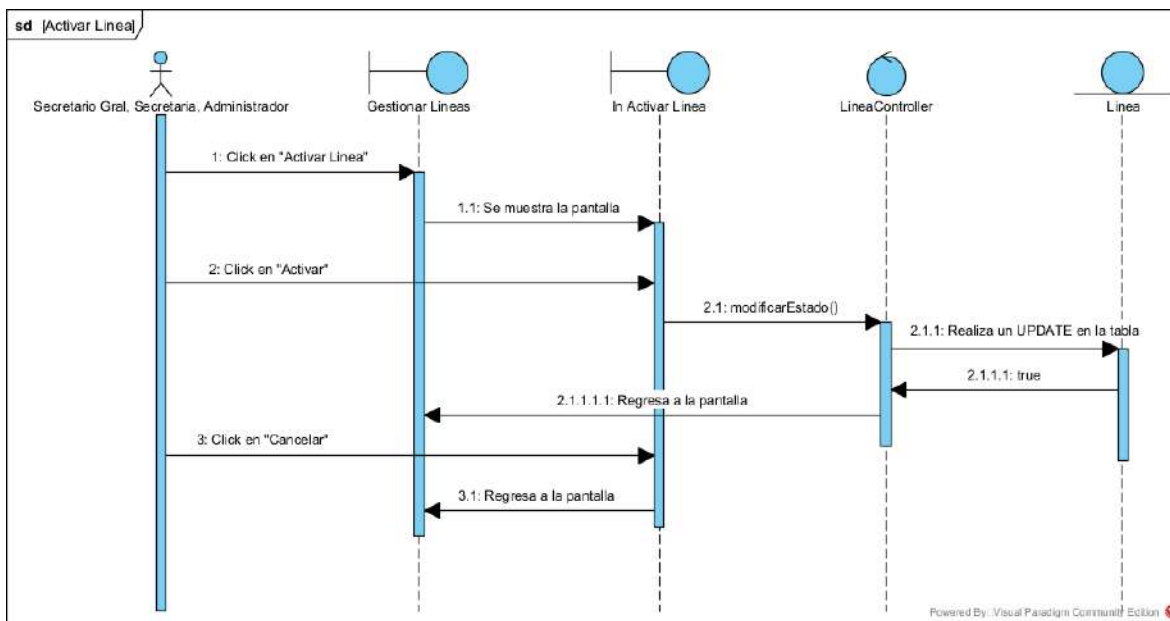 sd [Activar Linea]
Secretario Gral, Secretaria, Administrador
Gestionar Lineas
In Activar Linea
LineaController
Linea
1: Click en "Activar Linea"
1.1: Se muestra la pantalla
2: Click en "Activar"
2.1: modificarEstado()
2.1.1: Realiza un UPDATE en la tabla
2.1.1.1: true
2.1.1.1.1: Regresa a la pantalla
3: Click en "Cancelar"
3.1: Regresa a la pantalla
Powered By: Visual Paradigm Community Edition